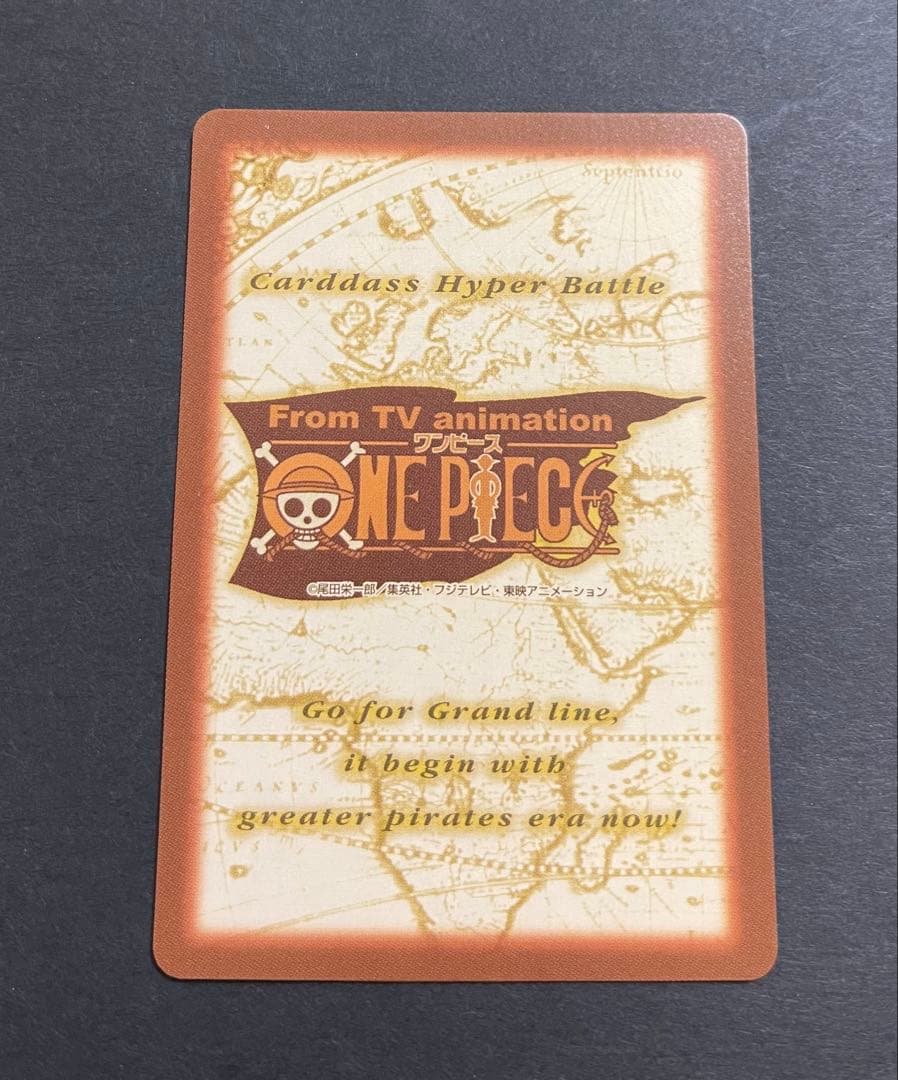 Septentrio
Carddass Hyper Battle
TLAN
From TV animation
ワンピース
ONE PIECE
©尾田栄一郎/集英社・フジテレビ・東映アニメーション
Go for Grand line,
it begin with
CEANVS
greater pirates era now!